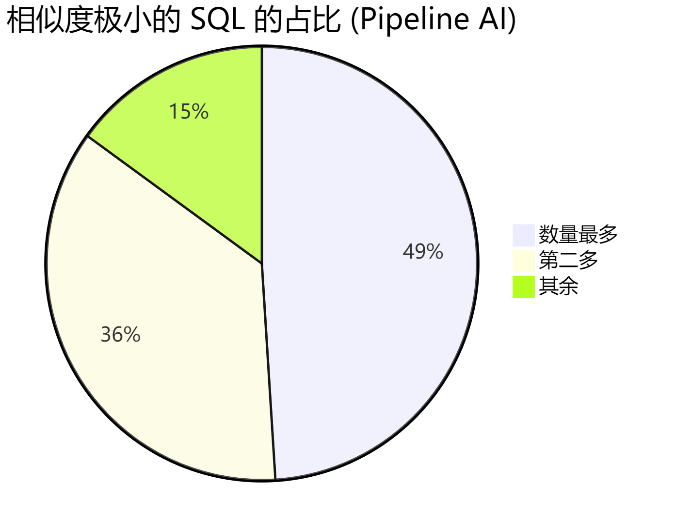 相似度极小的 SQL 的占比 (Pipeline AI)
15%
49%
36%
数量最多
第二多
其余